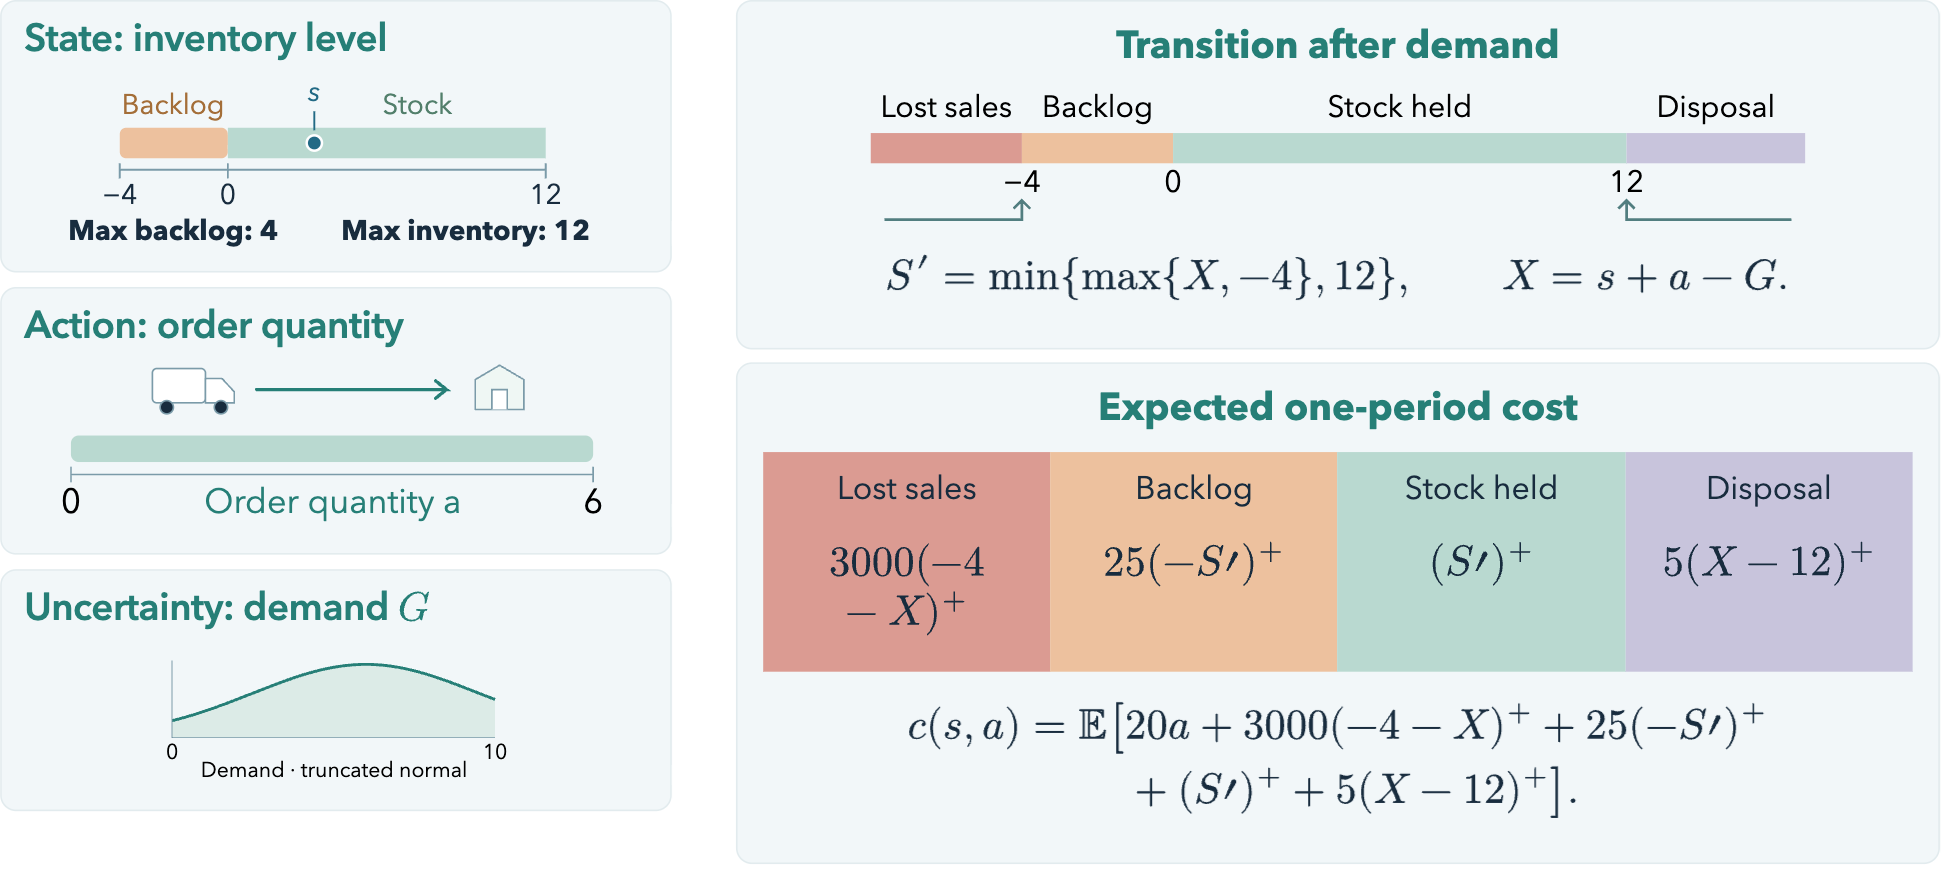 State: inventory level
Backlog
s
Stock
−4
0
12
Max backlog: 4
Max inventory: 12
Action: order quantity
0
Order quantity a
6
Uncertainty: demand G
0
10
Demand · truncated normal
Transition after demand
Lost sales
Backlog
Stock held
Disposal
−4
0
12
S′ = min{max{X, −4}, 12},
X = s + a − G.
Expected one-period cost
Lost sales
3000(−4
− X)⁺
Backlog
25(−S′)⁺
Stock held
(S′)⁺
Disposal
5(X − 12)⁺
c(s, a) = 𝔼[20a + 3000(−4 − X)⁺ + 25(−S′)⁺
+ (S′)⁺ + 5(X − 12)⁺].